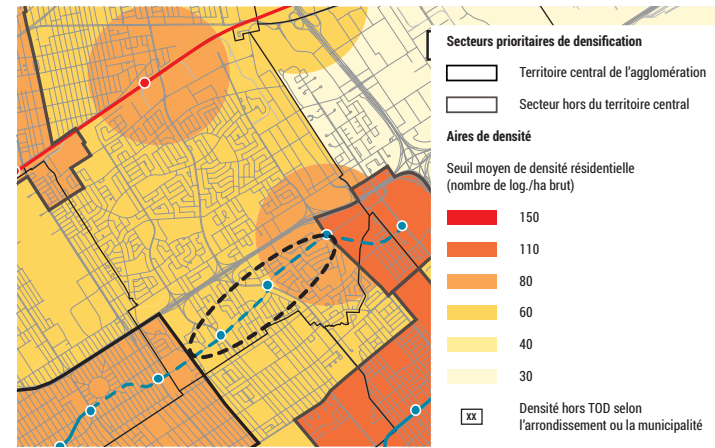 Secteurs prioritaires de densification
Territoire central de l'agglomération
Secteur hors du territoire central
Aires de densité
Seuil moyen de densité résidentielle
(nombre de log./ha brut)
150
110
80
60
40
30
xx
Densité hors TOD selon
l'arrondissement ou la municipalité